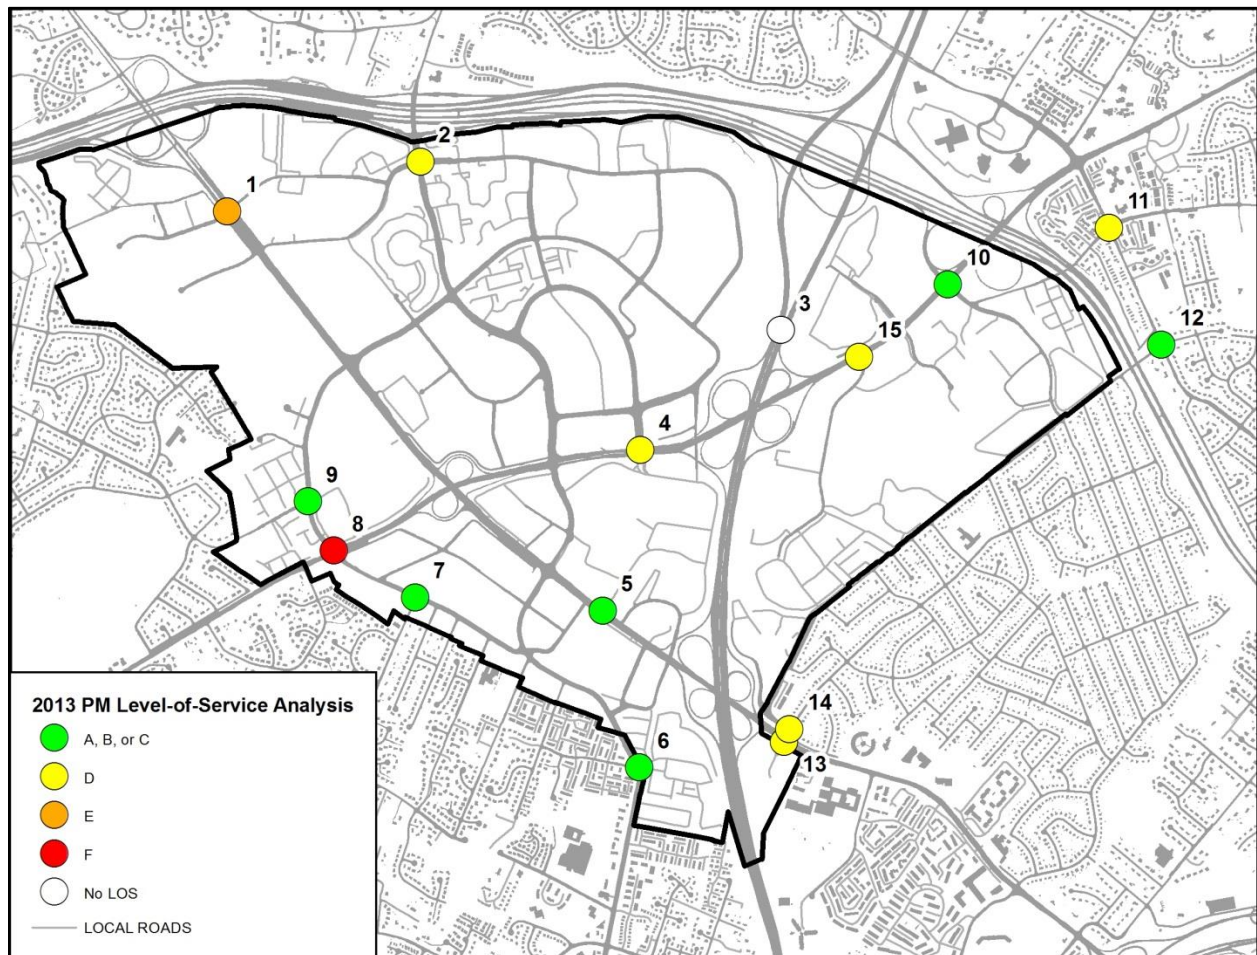 2
1
11
10
3
12
15
4
9
8
7
5
14
13
6
2013 PM Level-of-Service Analysis
A, B, or C
D
E
F
No LOS
LOCAL ROADS